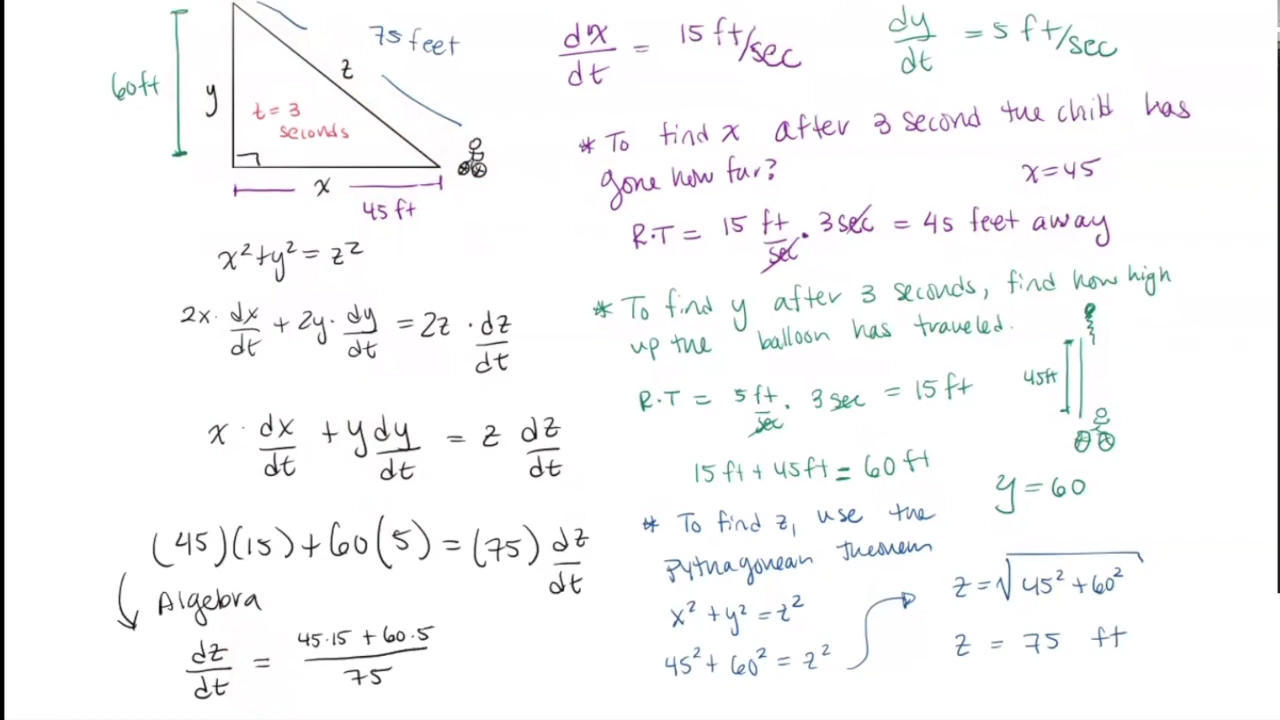 60ft
y
t = 3
seconds
75 feet
z
x
45 ft
x² + y² = z²
2x · dx/dt + 2y · dy/dt = 2z · dz/dt
x · dx/dt + y dy/dt = z dz/dt
(45)(15) + 60(5) = (75) dz/dt
Algebra
dz/dt = (45·15 + 60·5)/75
dx/dt = 15 ft/sec
dy/dt = 5 ft/sec
* To find x after 3 second the child has
gone how far?
x = 45
R·T = 15 ft/sec · 3 sec = 45 feet away
* To find y after 3 seconds, find how high
up the balloon has traveled.
45ft
R·T = 5 ft/sec · 3 sec = 15 ft
15 ft + 45 ft = 60 ft
y = 60
* To find z, use the
Pythagorean theorem
x² + y² = z²
45² + 60² = z²
z = √45² + 60²
z = 75 ft